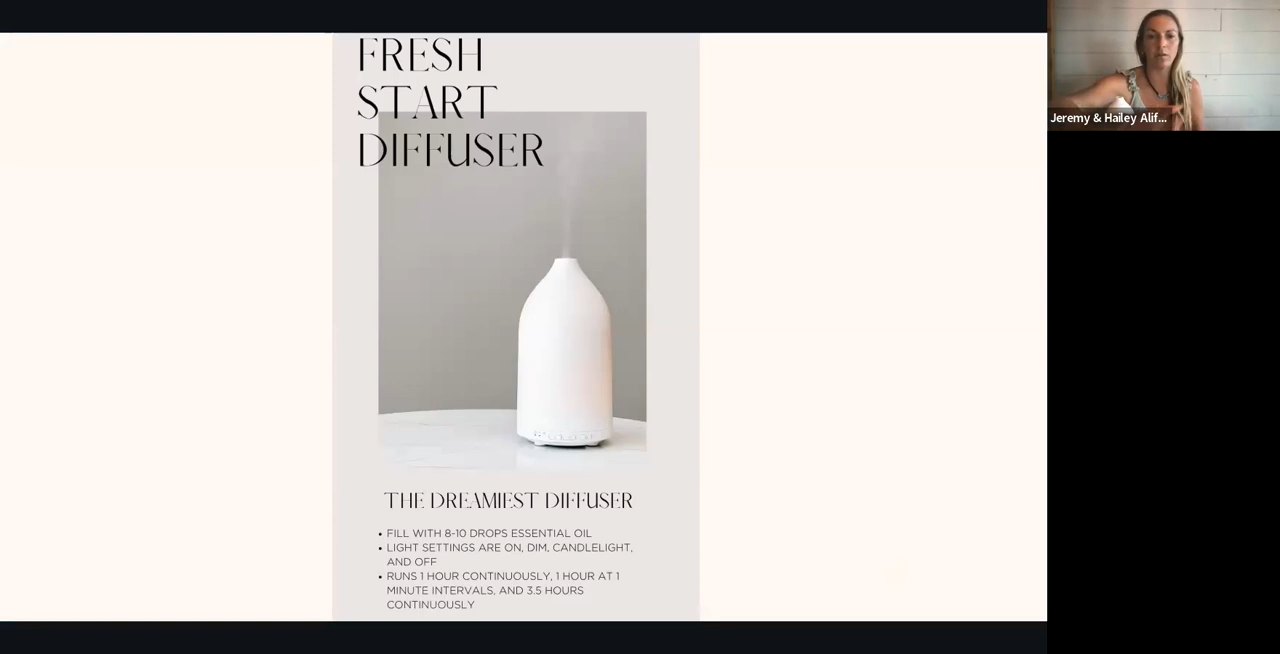 FRESH
START
DIFFUSER
Jeremy & Hailey Alif...
THE DREAMIEST DIFFUSER
• FILL WITH 8-10 DROPS ESSENTIAL OIL
• LIGHT SETTINGS ARE ON, DIM, CANDLELIGHT,
AND OFF
• RUNS 1 HOUR CONTINUOUSLY, 1 HOUR AT 1
MINUTE INTERVALS, AND 3.5 HOURS
CONTINUOUSLY